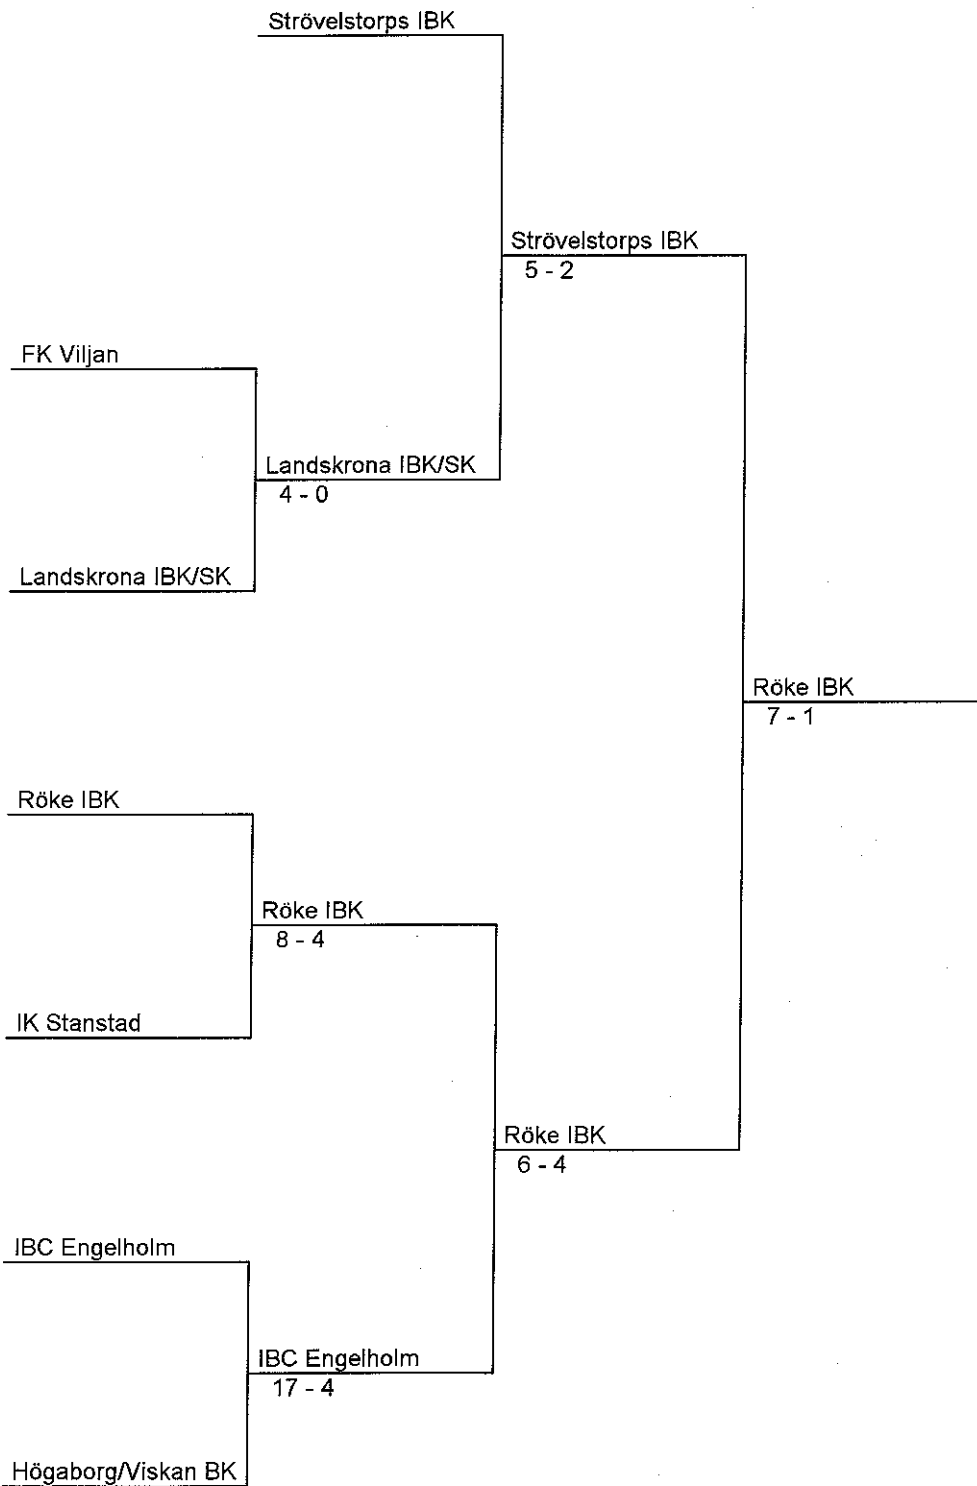 Strövelstorps IBK
Strövelstorps IBK
5 - 2
FK Viljan
Landskrona IBK/SK
4 - 0
Landskrona IBK/SK
Röke IBK
7 - 1
Röke IBK
Röke IBK
8 - 4
IK Stanstad
Röke IBK
6 - 4
IBC Engelholm
IBC Engelholm
17 - 4
Högaborg/Viskan BK